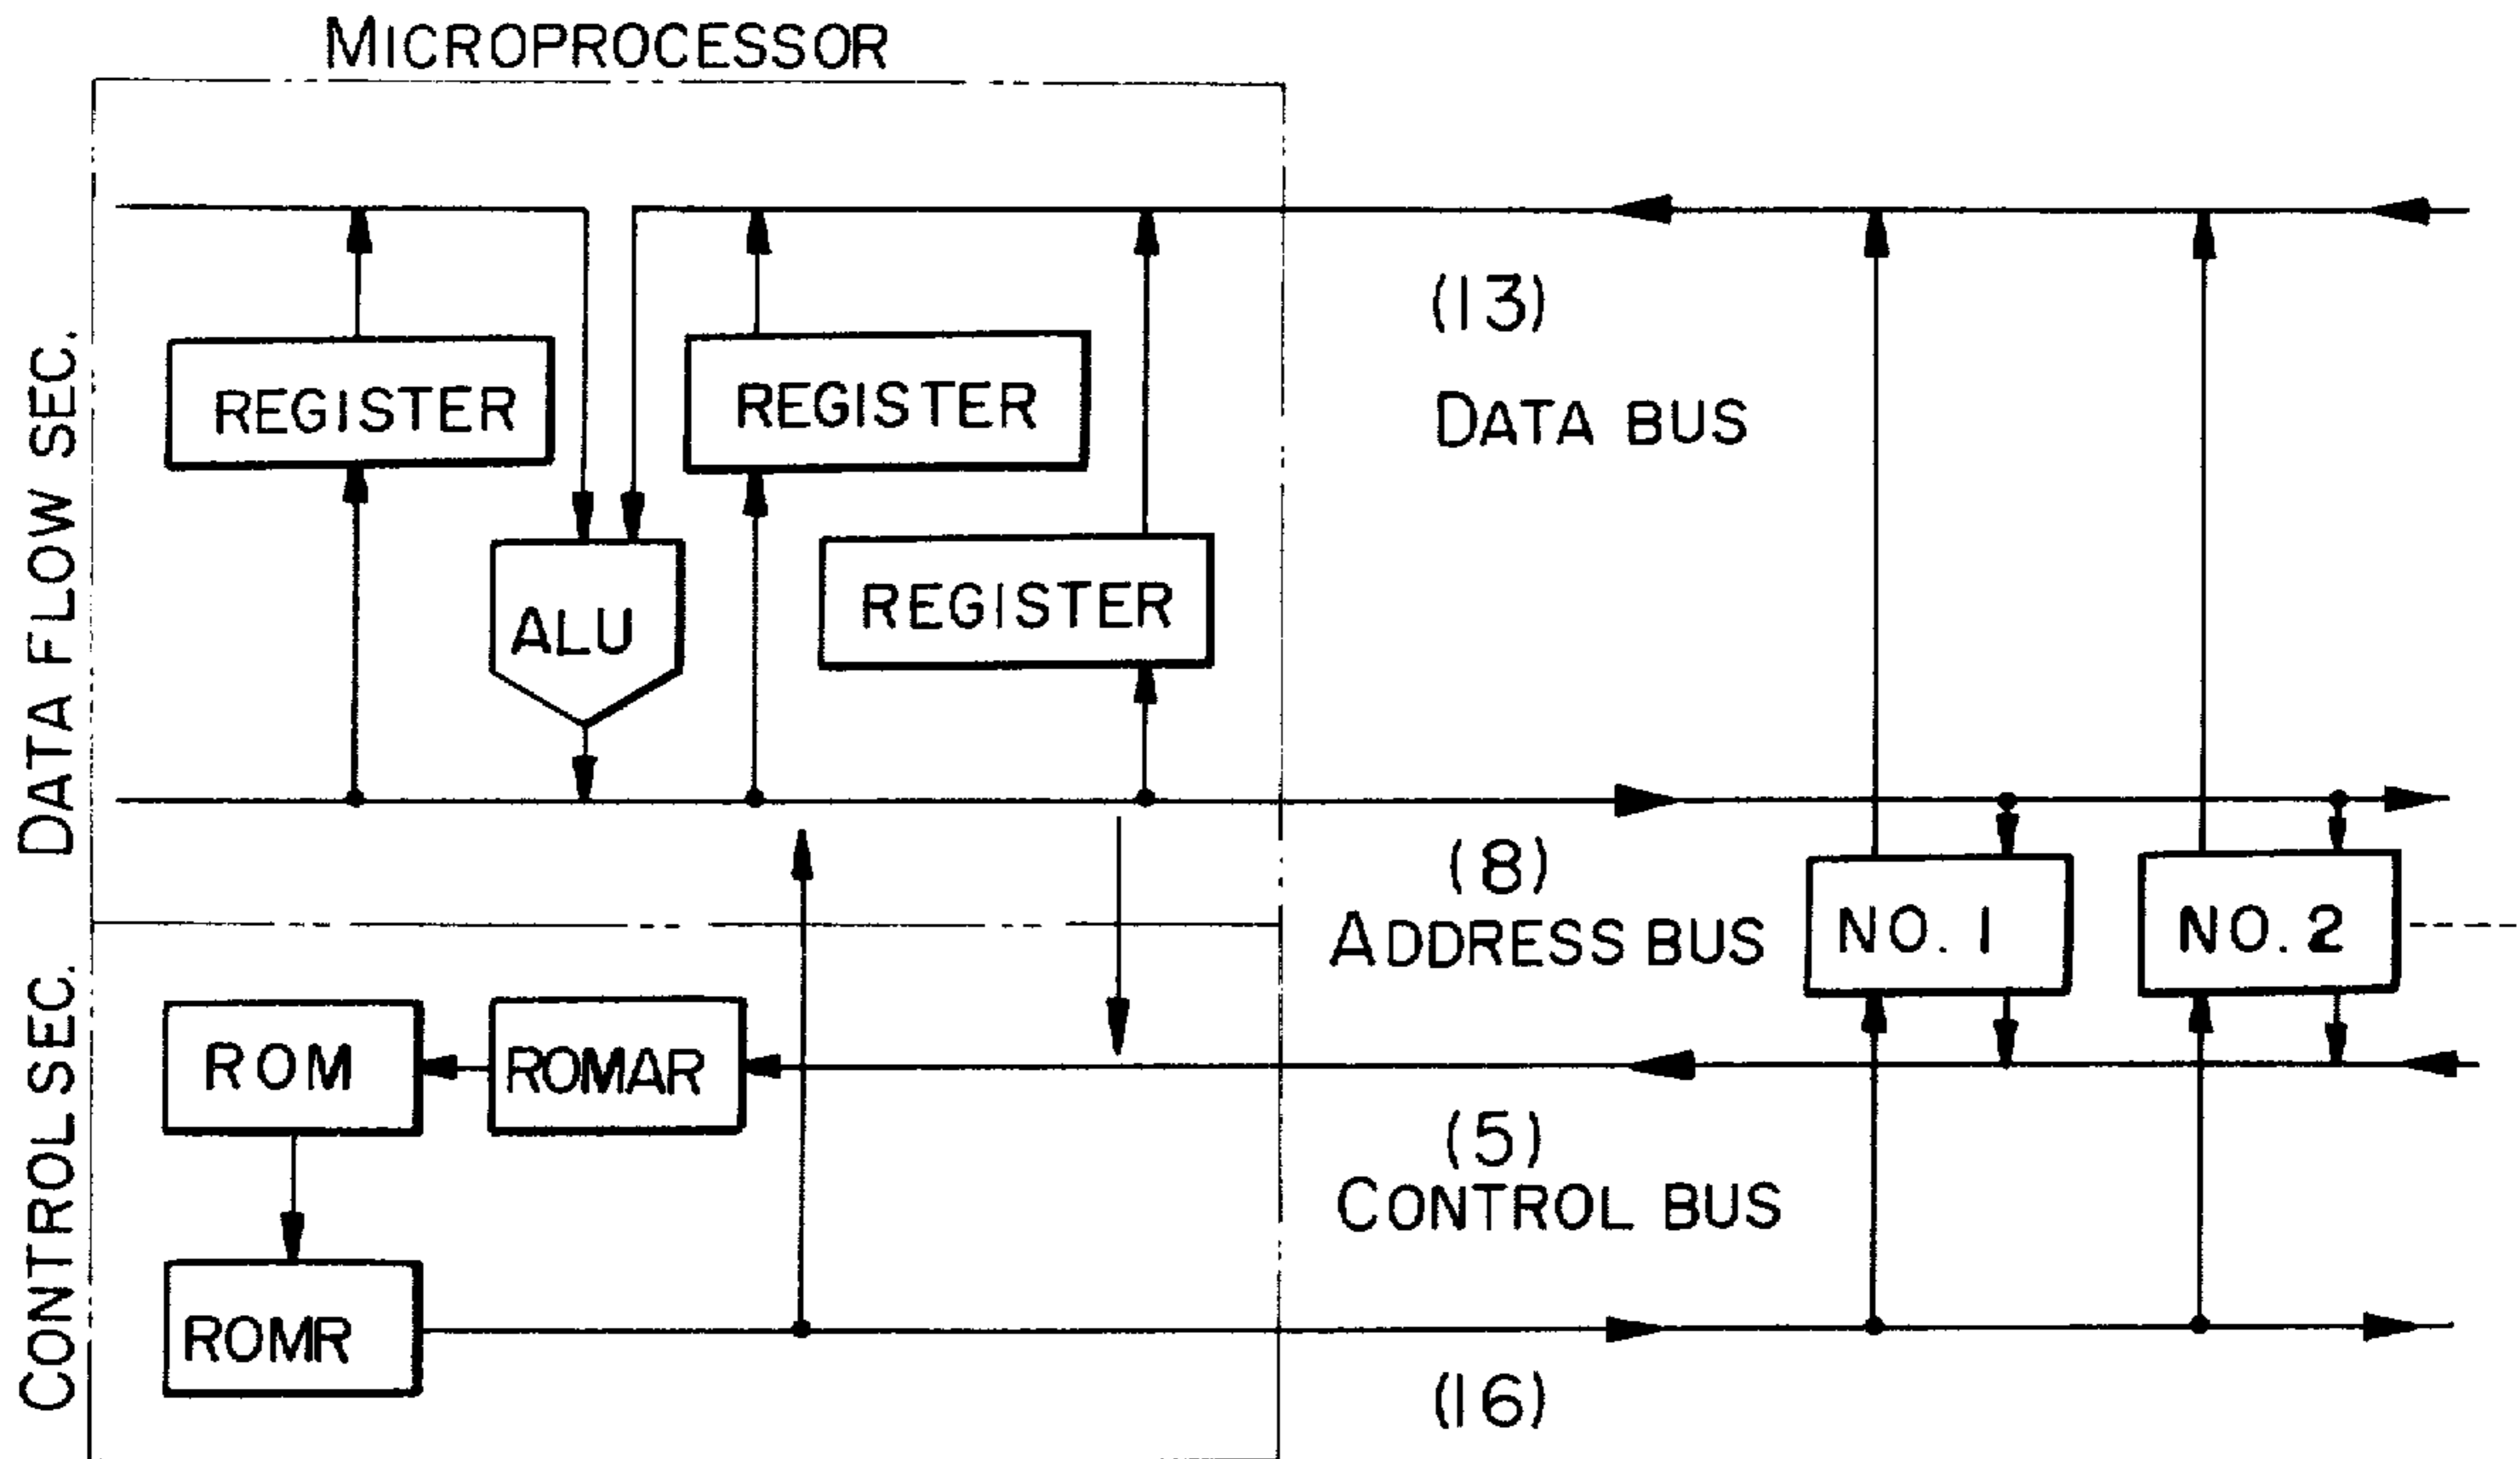 MICROPROCESSOR
DATA FLOW SEC.
REGISTER
REGISTER
REGISTER
ALU
(13)
DATA BUS
(8)
ADDRESS BUS
NO. 1
NO. 2
CONTROL SEC.
ROM
ROMAR
ROMR
(5)
CONTROL BUS
(16)